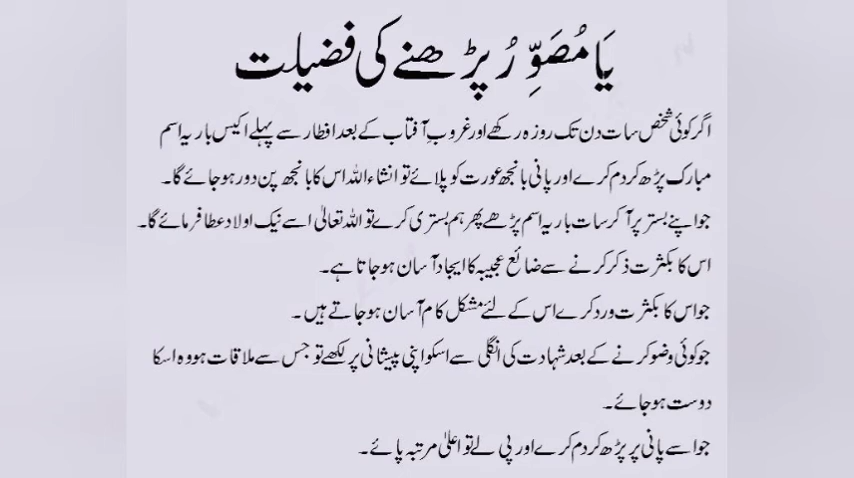 یَا مُصَوِّرُ پڑھنے کی فضیلت
اگر کوئی شخص سات دن تک روزہ رکھے اور غروبِ آفتاب کے بعد افطار سے پہلے اکیس بار یہ اسم
مبارک پڑھ کر دم کرے اور پانی بانجھ عورت کو پلائے تو انشاء اللہ اس کا بانجھ پن دور ہو جائے گا۔
جو اپنے بستر پر آکر سات بار یہ اسم پڑھے پھر ہم بستری کرے تو اللہ تعالیٰ اسے نیک اولاد عطا فرمائے گا۔
اس کا بکثرت ذکر کرنے سے ضائع عجیبہ کا ایجاد آسان ہو جاتا ہے۔
جو اس کا بکثرت ورد کرے اس کے لئے مشکل کام آسان ہو جاتے ہیں۔
جو کوئی وضو کرنے کے بعد شہادت کی انگلی سے اسکو اپنی پیشانی پر لکھے تو جس سے ملاقات ہو وہ اسکا
دوست ہو جائے۔
جو اسے پانی پر پڑھ کر دم کرے اور پی لے تو اعلیٰ مرتبہ پائے۔